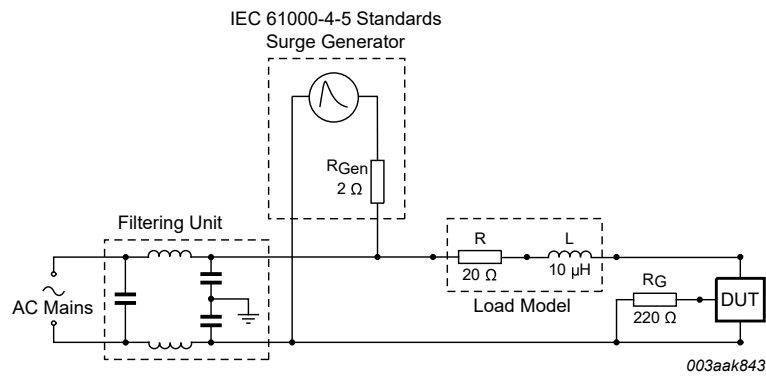 IEC 61000-4-5 Standards
Surge Generator
RGen
2 Ω
Filtering Unit
R
L
20 Ω
10 μH
RG
DUT
AC Mains
Load Model
220 Ω
003aak843